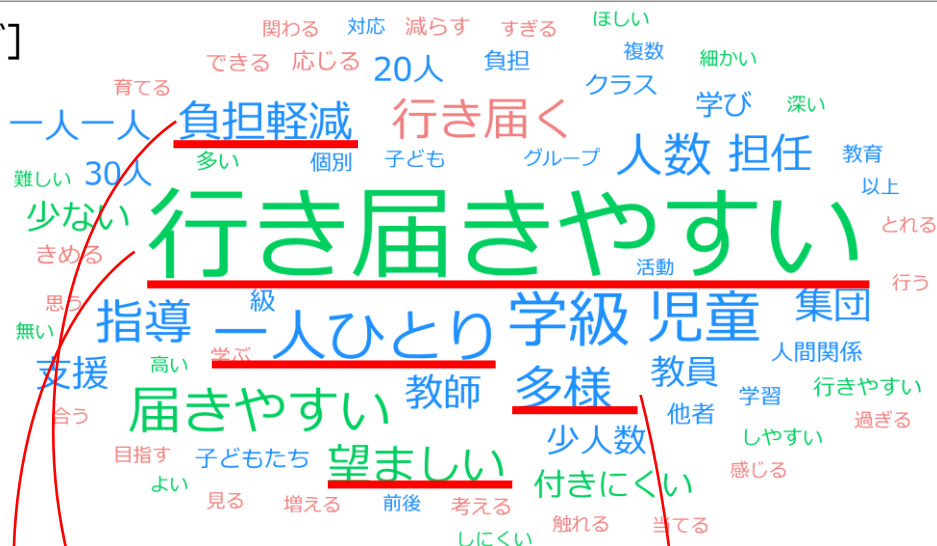 ]
関わる 対応 減らす すぎる ほしい
できる 応じる 20人 負担 複数 細かい
育てる クラス 学び 深い
一人一人 負担軽減 行き届く 人数 担任 教育
難しい 30人 多い 個別 子ども グループ 以上
少ない 行き届きやすい とれる
きめる 活動 行う
思う 級 学級 児童 集団
無い 指導 一人ひとり 人間関係
支援 高い 学ぶ 教師 多様 教員 学習 行きやすい
合う 届きやすい 他者 過ぎる
目指す 子どもたち 望ましい 少人数 しやすい
よい 付きにくい 感じる
見る 増える 前後 考える 触れる 当てる
しにくい